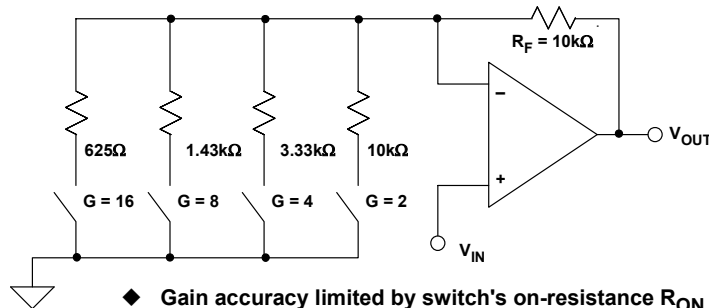 R_F = 10kΩ
625Ω
1.43kΩ
3.33kΩ
10kΩ
−
+
V_OUT
G = 16
G = 8
G = 4
G = 2
V_IN
◆ Gain accuracy limited by switch's on-resistance R_ON